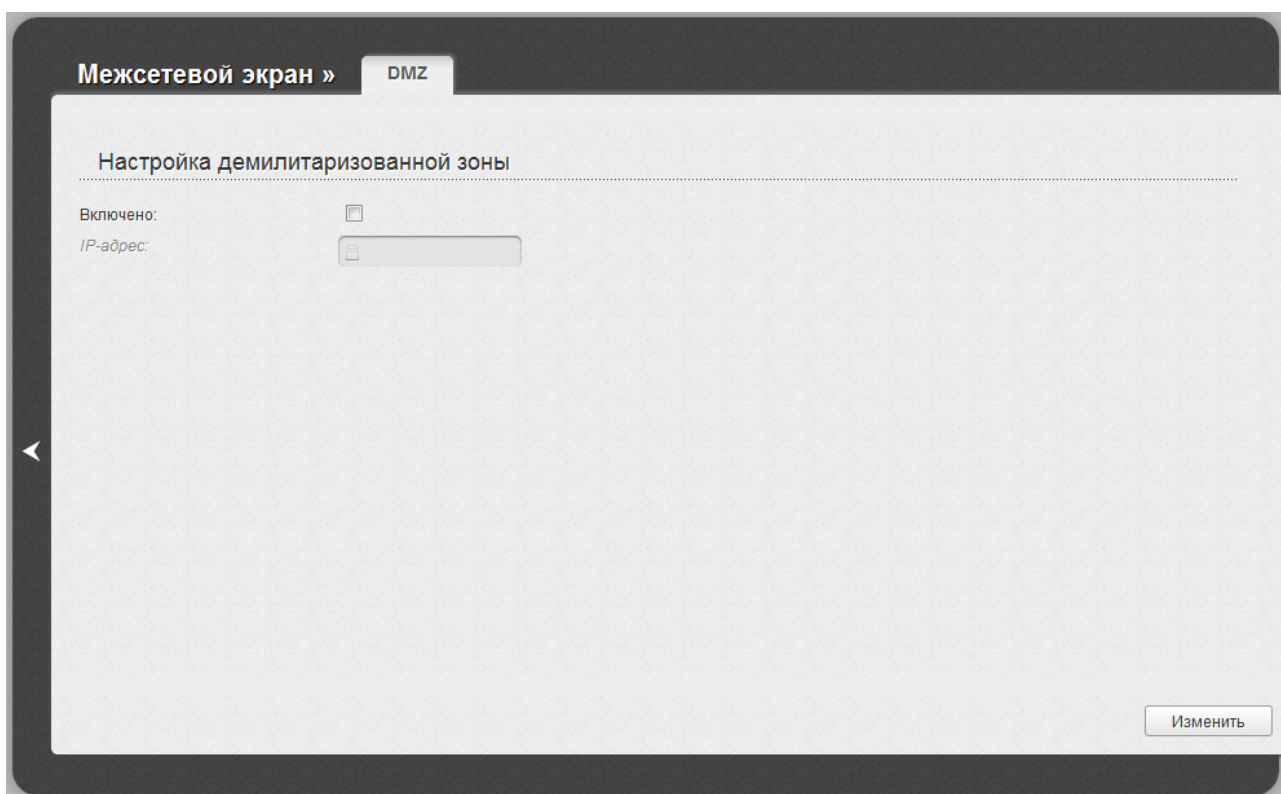 Межсетевой экран »
DMZ
Настройка демилитаризованной зоны
Включено:
IP-адрес:
Изменить